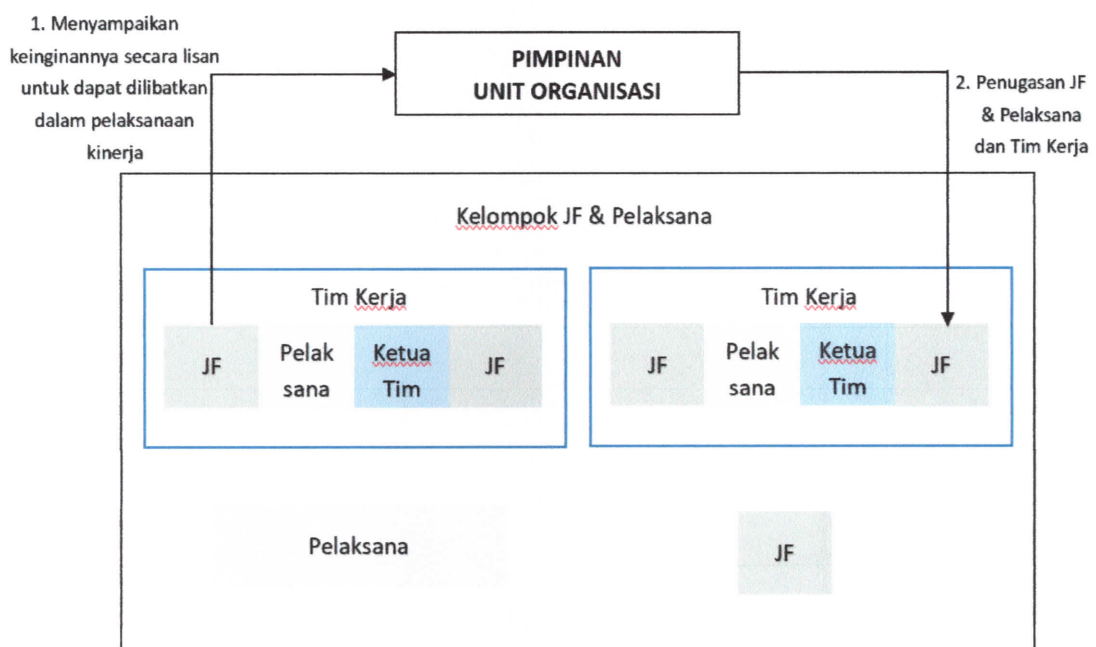 1. Menyampaikan
keinginannya secara lisan
untuk dapat dilibatkan
dalam pelaksanaan
kinerja
PIMPINAN
UNIT ORGANISASI
2. Penugasan JF
& Pelaksana
dan Tim Kerja
Kelompok JF & Pelaksana
Tim Kerja
JF
Pelak
sana
Ketua
Tim
JF
Tim Kerja
JF
Pelak
sana
Ketua
Tim
JF
Pelaksana
JF